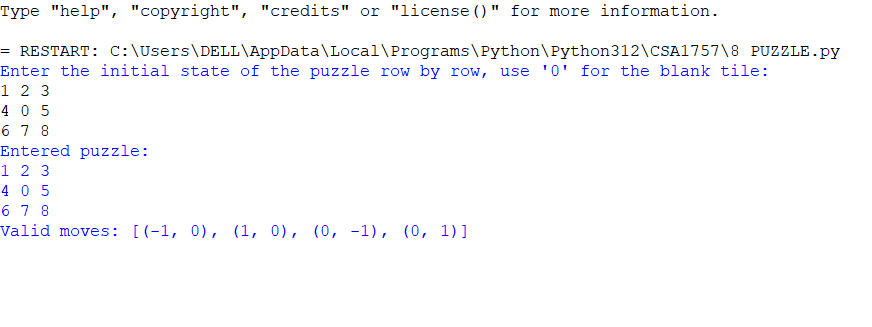 Type "help", "copyright", "credits" or "license()" for more information.
= RESTART: C:\Users\DELL\AppData\Local\Programs\Python\Python312\CSA1757\8 PUZZLE.py
Enter the initial state of the puzzle row by row, use '0' for the blank tile:
1 2 3
4 0 5
6 7 8
Entered puzzle:
1 2 3
4 0 5
6 7 8
Valid moves: [(-1, 0), (1, 0), (0, -1), (0, 1)]